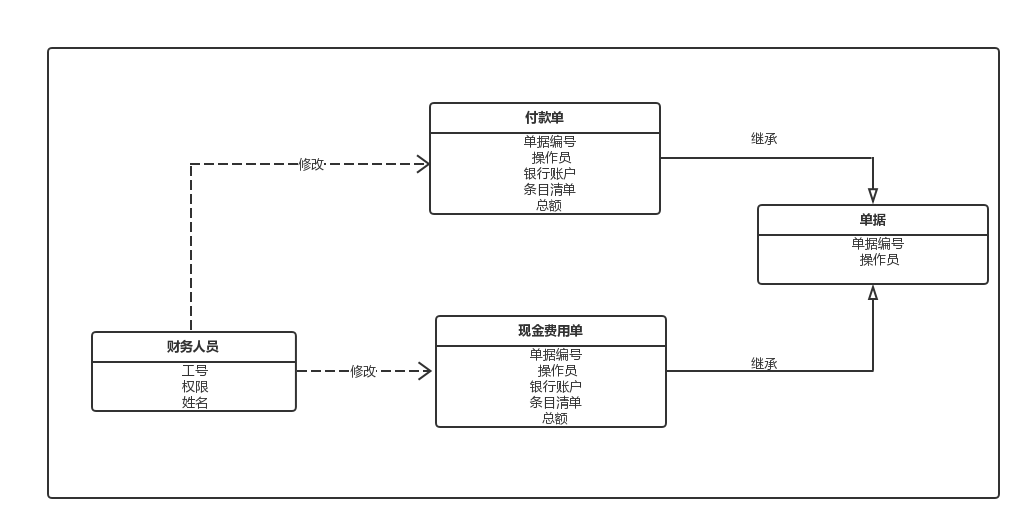 付款单
单据编号
操作员
银行账户
条目清单
总额
修改
继承
单据
单据编号
操作员
财务人员
工号
权限
姓名
修改
现金费用单
单据编号
操作员
银行账户
条目清单
总额
继承